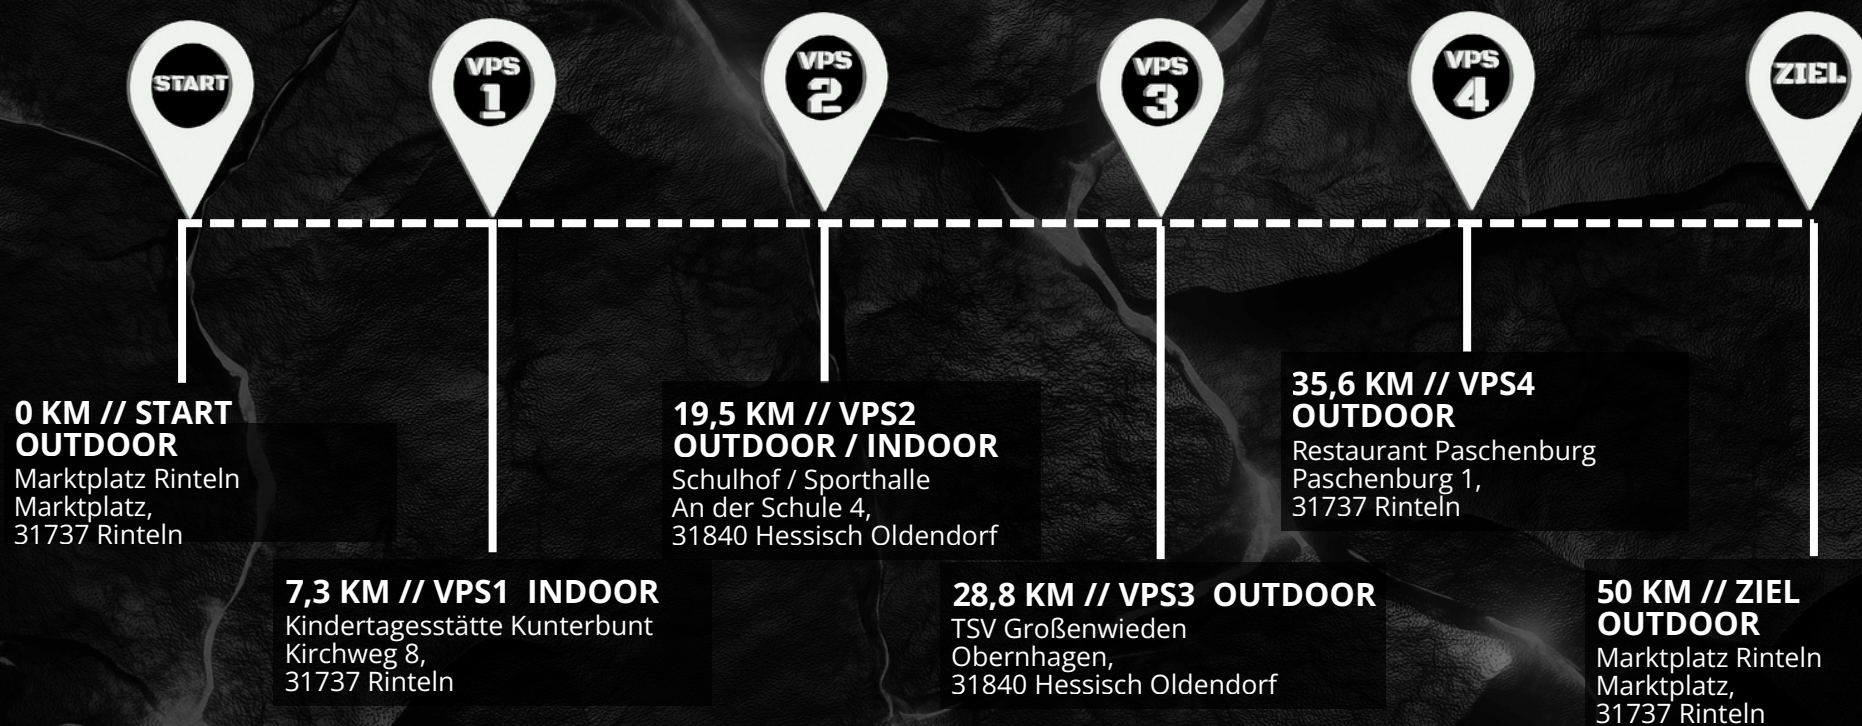 START
VPS
1
VPS
2
VPS
3
VPS
4
ZIEL
0 KM // START
OUTDOOR
Marktplatz Rinteln
Marktplatz,
31737 Rinteln
7,3 KM // VPS1 INDOOR
Kindertagesstätte Kunterbunt
Kirchweg 8,
31737 Rinteln
19,5 KM // VPS2
OUTDOOR / INDOOR
Schulhof / Sporthalle
An der Schule 4,
31840 Hessisch Oldendorf
28,8 KM // VPS3 OUTDOOR
TSV Großenwieden
Obernhagen,
31840 Hessisch Oldendorf
35,6 KM // VPS4
OUTDOOR
Restaurant Paschenburg
Paschenburg 1,
31737 Rinteln
50 KM // ZIEL
OUTDOOR
Marktplatz Rinteln
Marktplatz,
31737 Rinteln